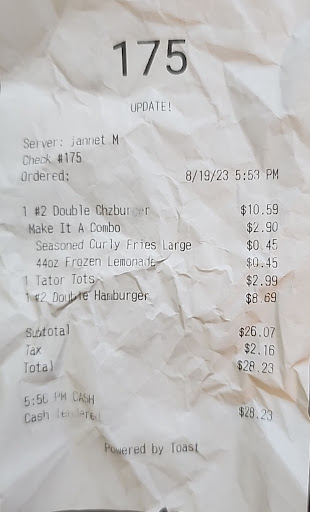 175
UPDATE!
Server: jannet M
Check #175
Ordered: 8/19/23 5:53 PM
1 #2 Double Chzburger $10.59
Make It A Combo $2.90
Seasoned Curly Fries Large $0.45
44oz Frozen Lemonade $0.45
1 Tator Tots $2.99
1 #2 Double Hamburger $8.69
Subtotal $26.07
Tax $2.16
Total $28.23
5:56 PM CASH
Cash Tendered $28.23
Powered by Toast